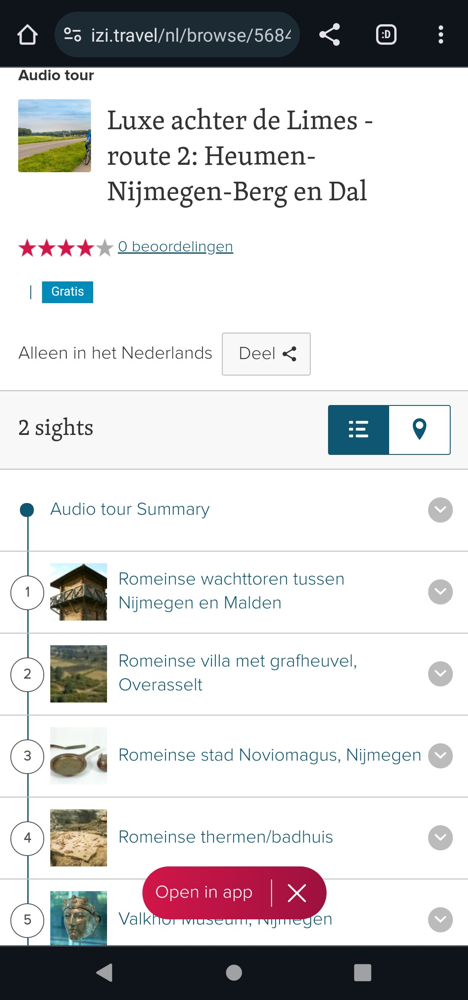 izi.travel/nl/browse/5684
:D
Audio tour
Luxe achter de Limes -
route 2: Heumen-
Nijmegen-Berg en Dal
0 beoordelingen
Gratis
Alleen in het Nederlands
Deel
2 sights
Audio tour Summary
1
Romeinse wachttoren tussen
Nijmegen en Malden
2
Romeinse villa met grafheuvel,
Overasselt
3
Romeinse stad Noviomagus, Nijmegen
4
Romeinse thermen/badhuis
Open in app
5
Valkhof Museum, Nijmegen